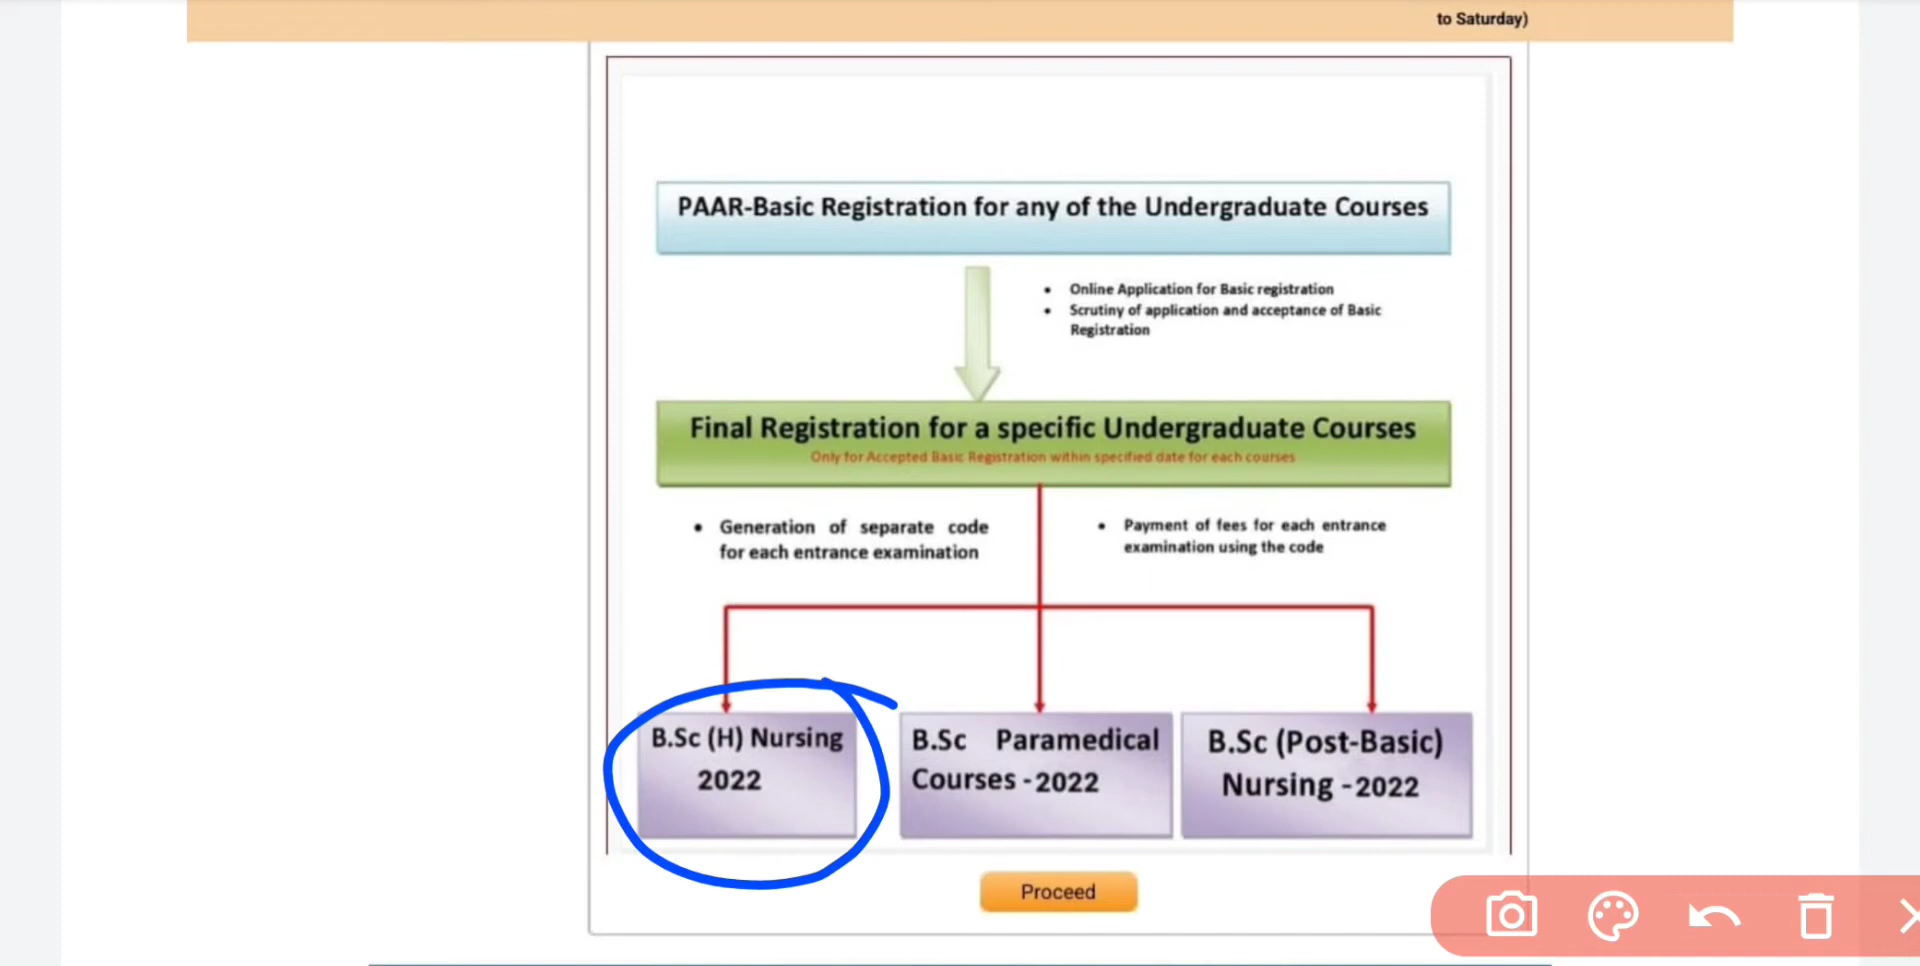 to Saturday)
PAAR-Basic Registration for any of the Undergraduate Courses
• Online Application for Basic registration
• Scrutiny of application and acceptance of Basic
Registration
Final Registration for a specific Undergraduate Courses
Only for Accepted Basic Registration within specified date for each courses
• Generation of separate code
for each entrance examination
• Payment of fees for each entrance
examination using the code
B.Sc (H) Nursing
2022
B.Sc Paramedical
Courses - 2022
B.Sc (Post-Basic)
Nursing - 2022
Proceed